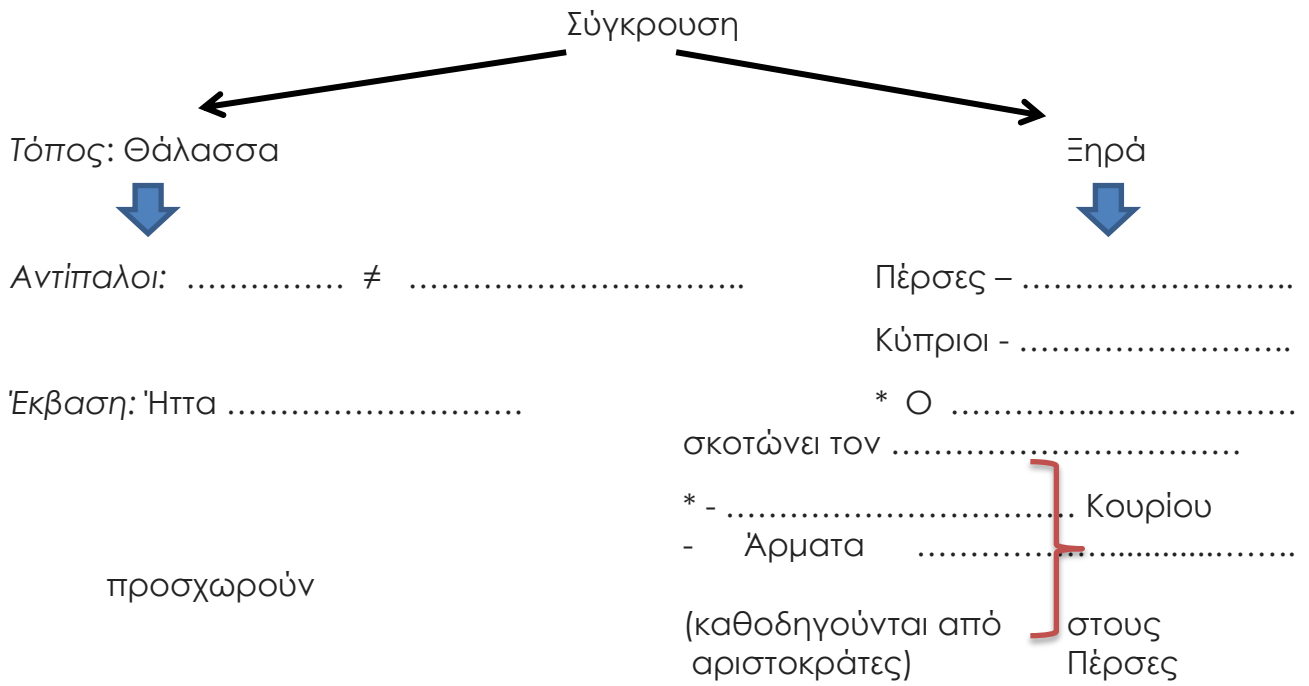 Σύγκρουση
Τόπος: Θάλασσα Ξηρά
Αντίπαλοι: …………… ≠ …………………………….. Πέρσες – ……………………..
Κύπριοι - ……………………..
Έκβαση: Ήττα ………………………. * Ο …………..……………….
σκοτώνει τον ……………………………
* - …………………………… Κουρίου
- Άρματα ………………...........…….
προσχωρούν
(καθοδηγούνται από στους
αριστοκράτες) Πέρσες